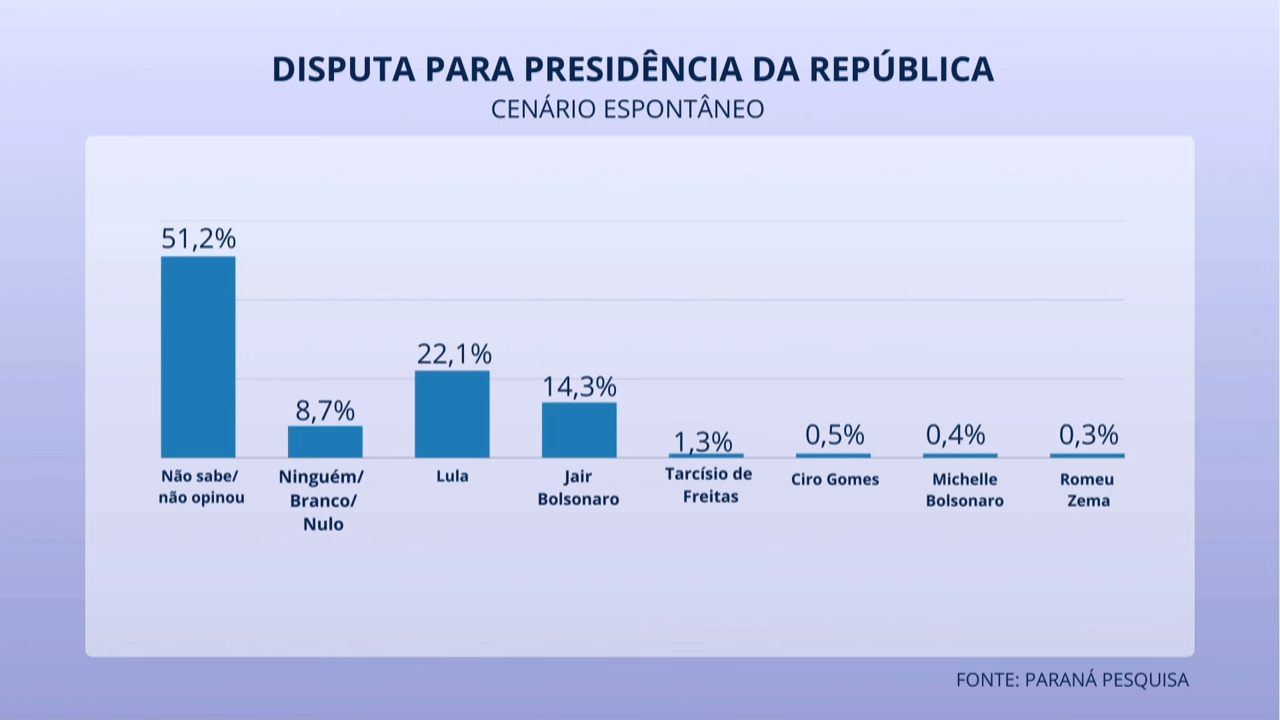 DISPUTA PARA PRESIDÊNCIA DA REPÚBLICA
CENÁRIO ESPONTÂNEO
51,2%
8,7%
22,1%
14,3%
1,3%
0,5%
0,4%
0,3%
Não sabe/
não opinou
Ninguém/
Branco/
Nulo
Lula
Jair
Bolsonaro
Tarcísio de
Freitas
Ciro Gomes
Michelle
Bolsonaro
Romeu
Zema
FONTE: PARANÁ PESQUISA